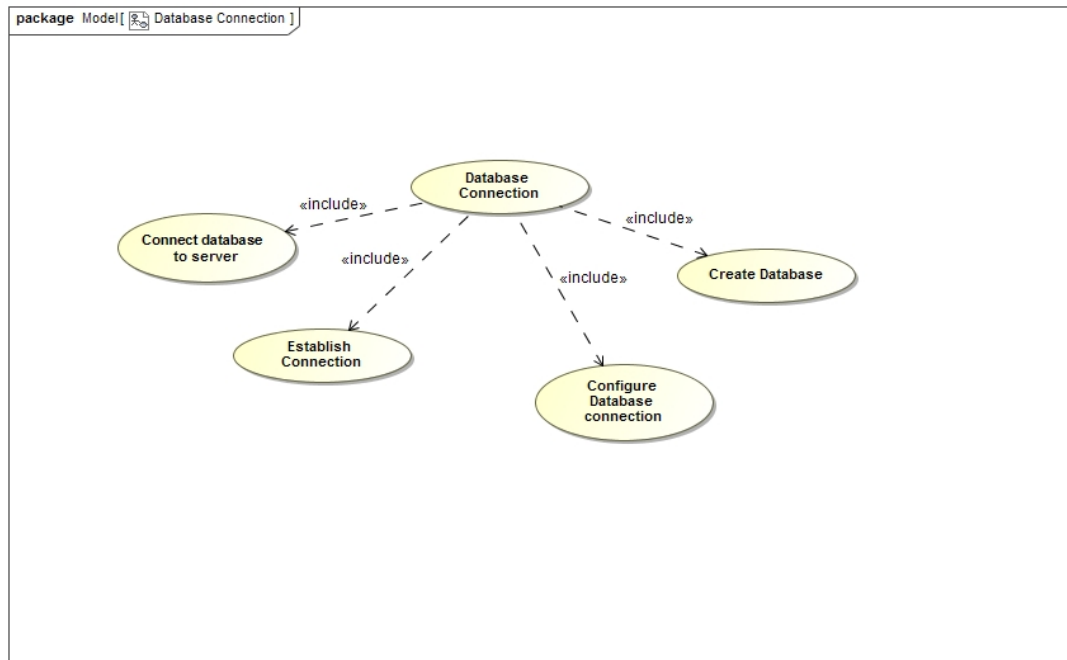 package Model[ Database Connection ]
Database
Connection
«include»
«include»
Connect database
to server
«include»
Create Database
«include»
Establish
Connection
Configure
Database
connection